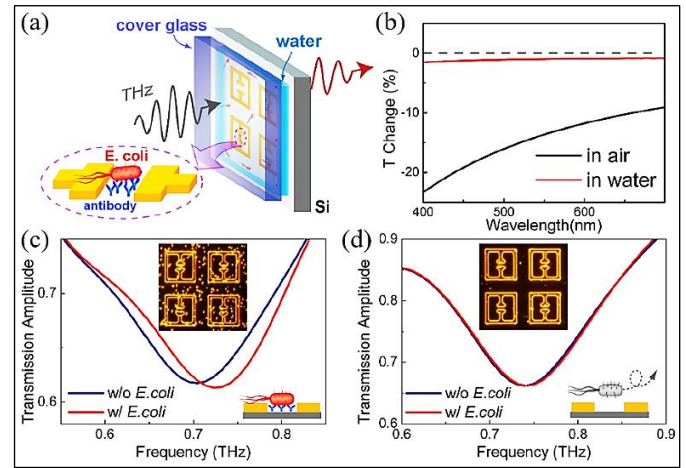 (a)
cover glass
water
THz
E. coli
antibody
Si
(b)
T Change (%)
0
-10
-20
in air
in water
400
500
600
Wavelength(nm)
(c)
Transmission Amplitude
0.7
0.6
w/o E.coli
w/ E.coli
0.6
0.7
0.8
Frequency (THz)
(d)
Transmission Amplitude
0.9
0.8
0.7
0.6
w/o E.coli
w/ E.coli
0.6
0.7
0.8
0.9
Frequency (THz)